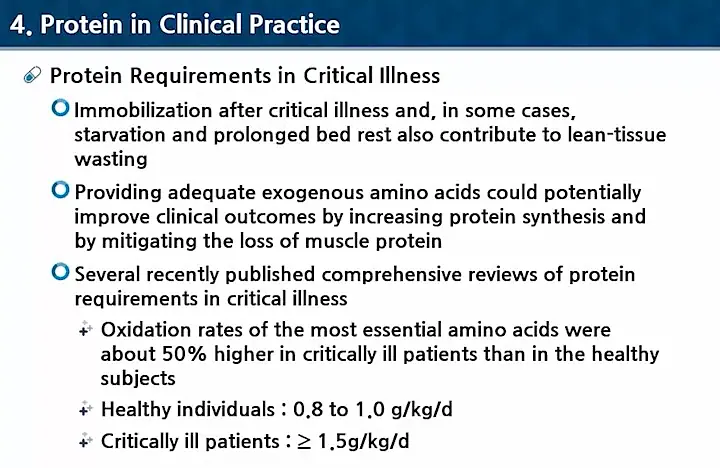 4. Protein in Clinical Practice
Protein Requirements in Critical Illness
Immobilization after critical illness and, in some cases,
starvation and prolonged bed rest also contribute to lean-tissue
wasting
Providing adequate exogenous amino acids could potentially
improve clinical outcomes by increasing protein synthesis and
by mitigating the loss of muscle protein
Several recently published comprehensive reviews of protein
requirements in critical illness
Oxidation rates of the most essential amino acids were
about 50% higher in critically ill patients than in the healthy
subjects
Healthy individuals : 0.8 to 1.0 g/kg/d
Critically ill patients : ≥ 1.5g/kg/d